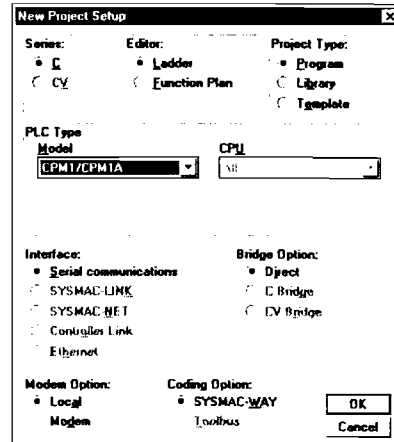 New Project Setup
Series: Editor: Project Type:
C Ladder Program
CV Function Plan Library
Template
PLC Type
Model CPU
CPM1/CPM1A All
Interface: Bridge Option:
Serial communications Direct
SYSMAC-LINK C Bridge
SYSMAC-NET CV Bridge
Controller Link
Ethernet
Modem Option: Coding Option:
Local SYSMAC-WAY OK
Modem Toolbus Cancel